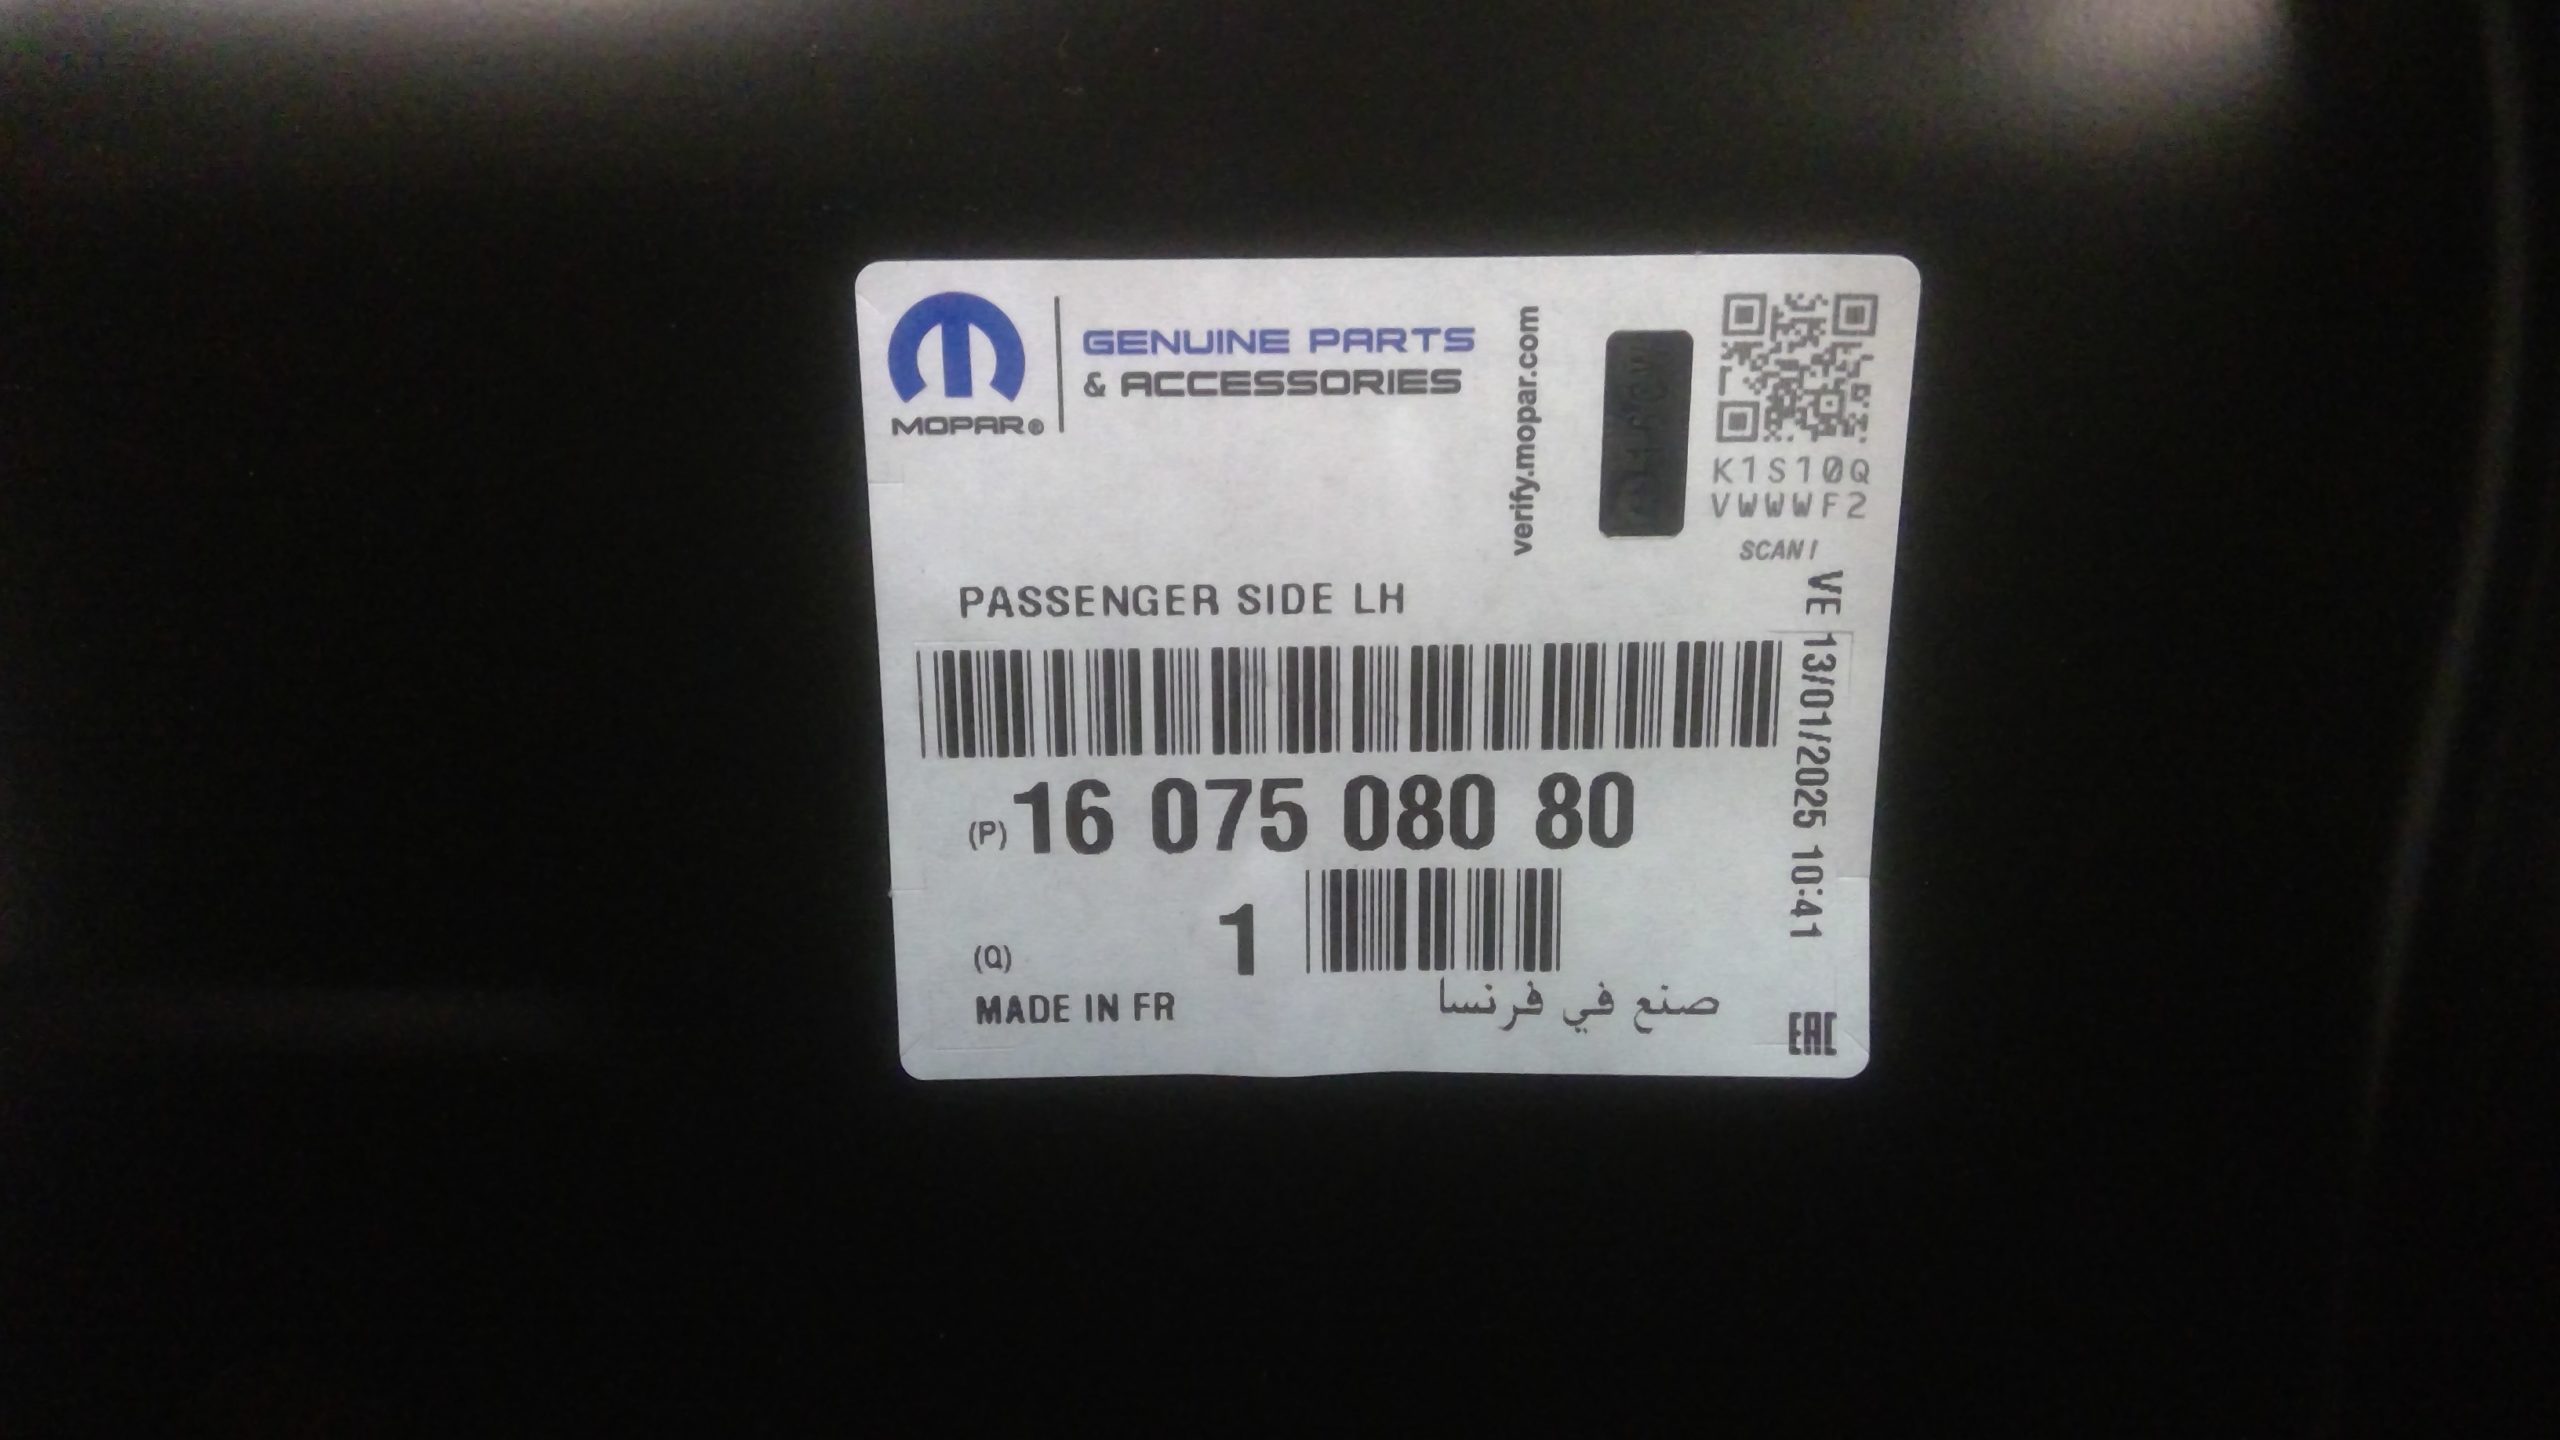 MOPAR®
GENUINE PARTS
& ACCESSORIES
verify.mopar.com
K1S10Q
VWWWF2
SCAN!
PASSENGER SIDE LH
VE 13/01/2025 10:41
(P) 16 075 080 80
(Q) 1
MADE IN FR
صنع في فرنسا
EAC